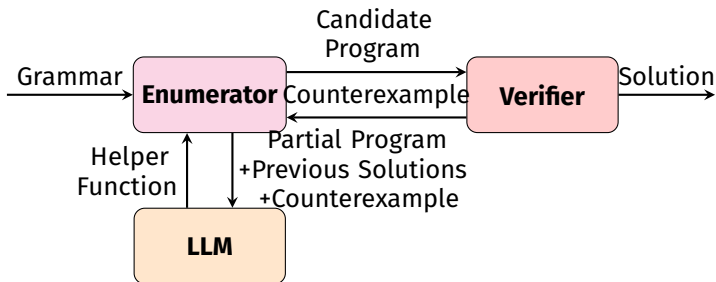 Candidate
Program
Grammar
Enumerator
Counterexample
Verifier
Solution
Helper
Function
Partial Program
+Previous Solutions
+Counterexample
LLM